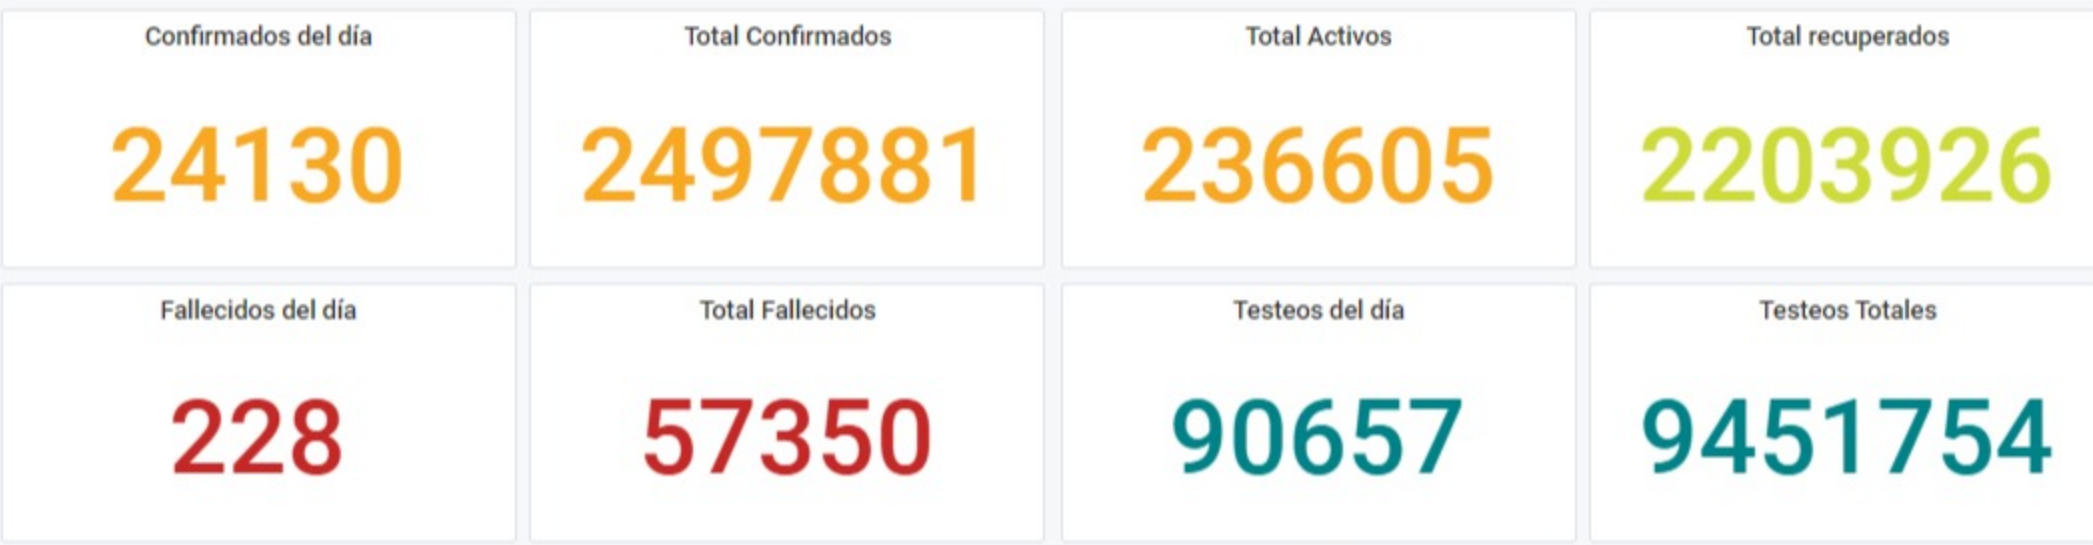 Confirmados del día
24130
Total Confirmados
2497881
Total Activos
236605
Total recuperados
2203926
Fallecidos del día
228
Total Fallecidos
57350
Testeos del día
90657
Testeos Totales
9451754